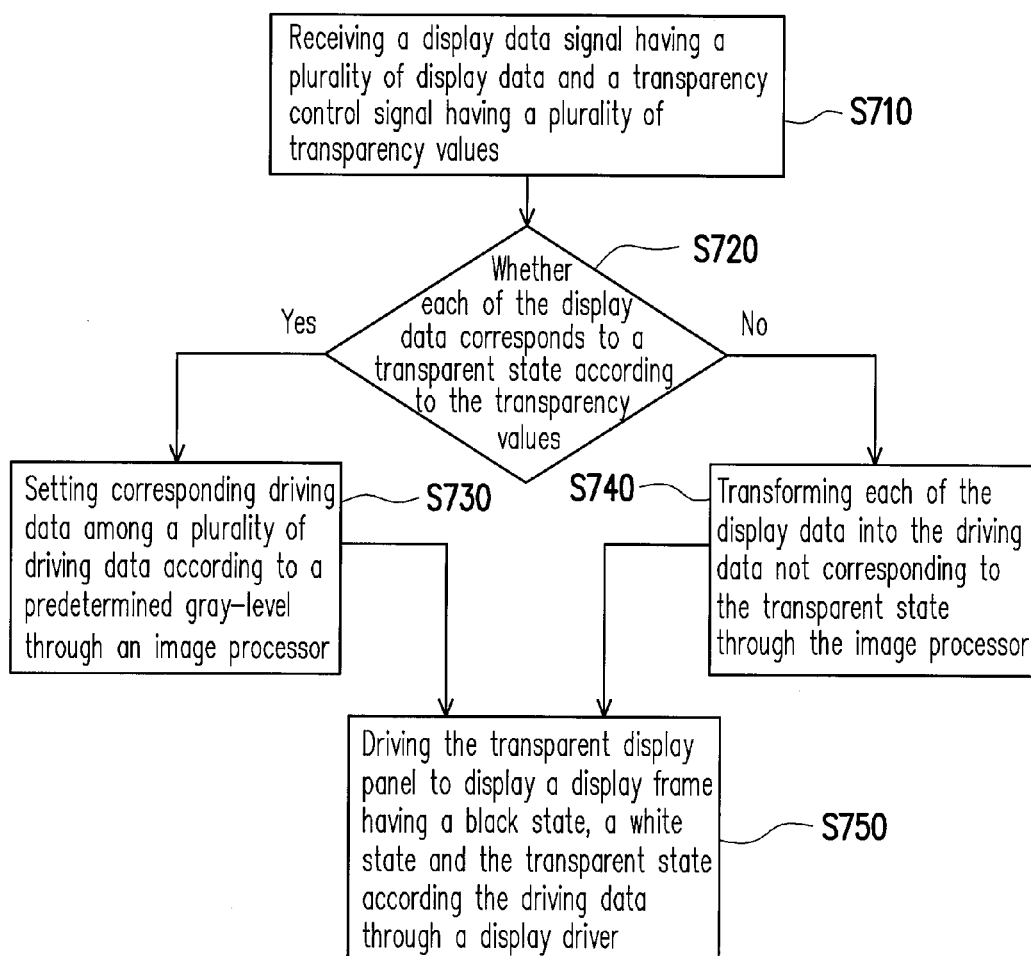 Receiving a display data signal having a
plurality of display data and a transparency
control signal having a plurality of
transparency values
S710
S720
Whether
each of the display
data corresponds to a
transparent state according
to the transparency
values
Yes
No
Setting corresponding driving
data among a plurality of
driving data according to a
predetermined gray-level
through an image processor
S730
S740
Transforming each of the
display data into the driving
data not corresponding to
the transparent state
through the image processor
Driving the transparent display
panel to display a display frame
having a black state, a white
state and the transparent state
according the driving data
through a display driver
S750